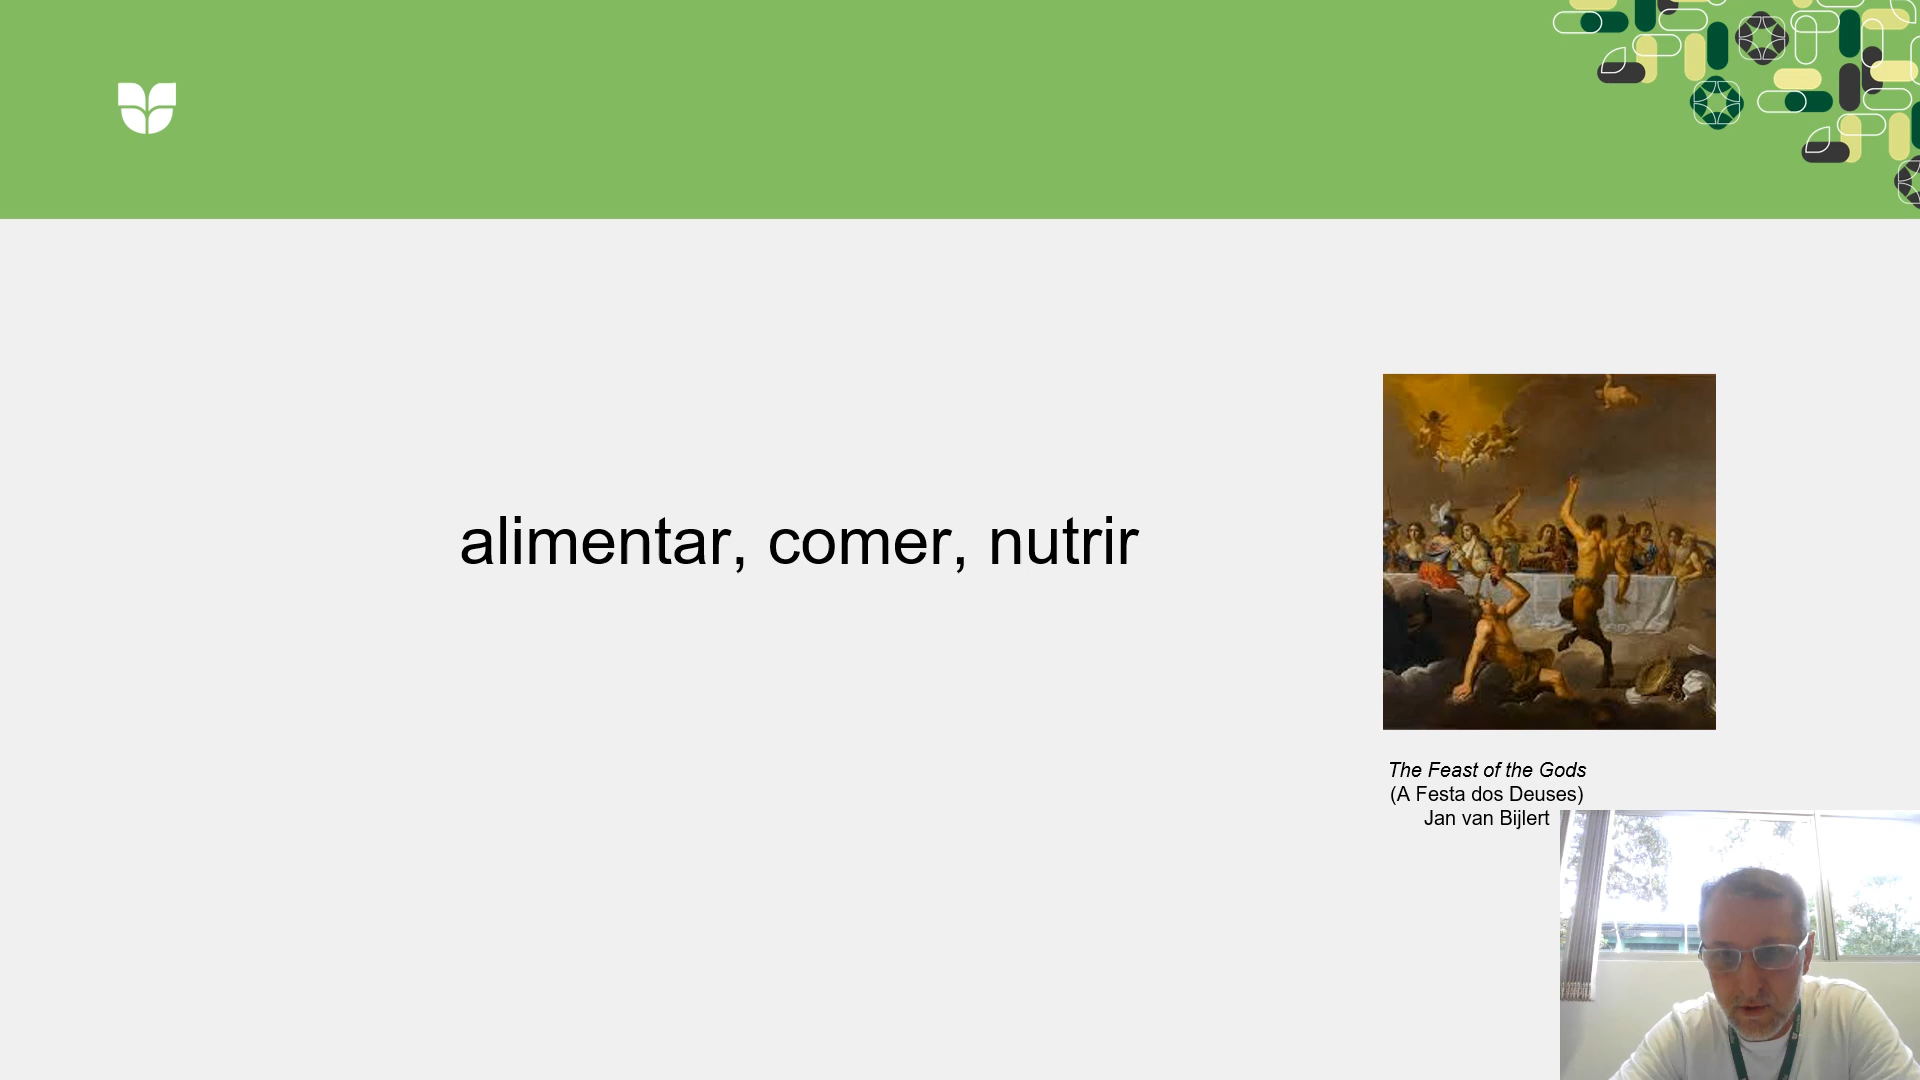 alimentar, comer, nutrir
The Feast of the Gods
(A Festa dos Deuses)
Jan van Bijlert